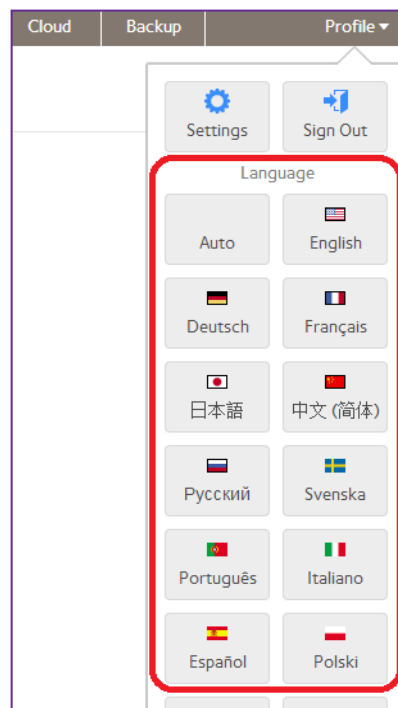 Cloud Backup Profile
Settings Sign Out
Language
Auto English
Deutsch Français
日本語 中文 (简体)
Русский Svenska
Português Italiano
Español Polski